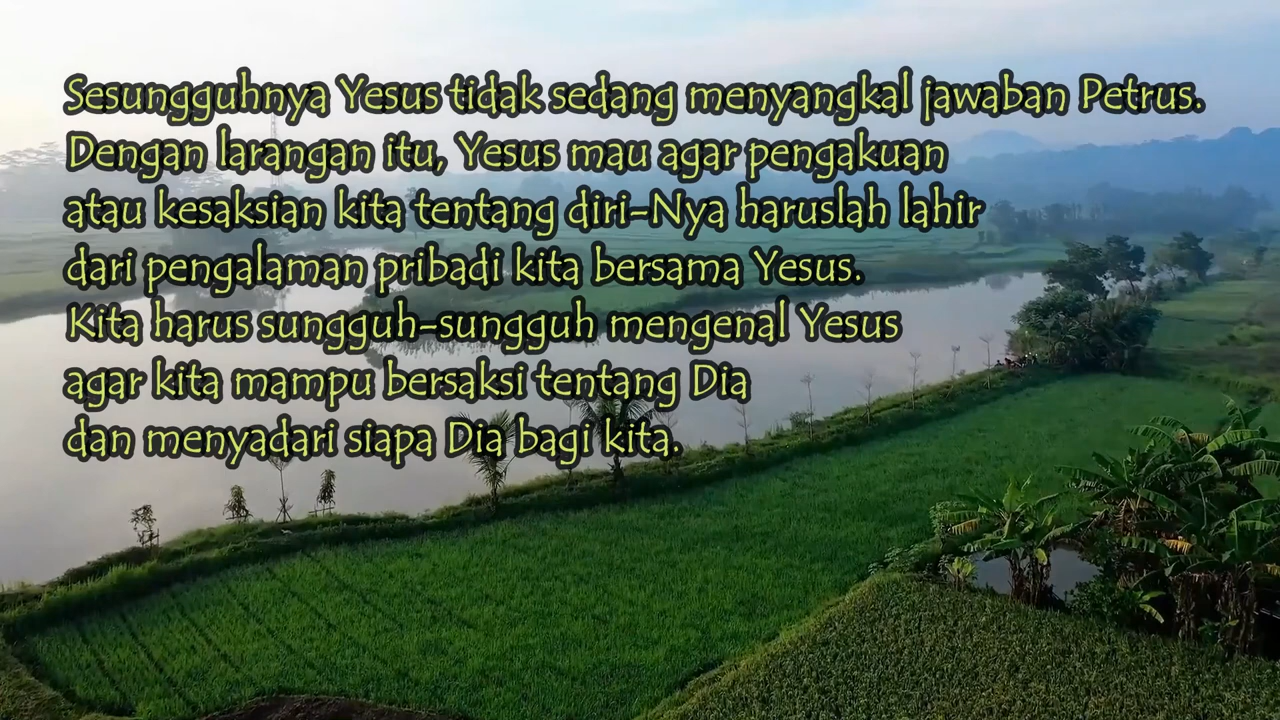 Sesungguhnya Yesus tidak sedang menyangkal jawaban Petrus.
Dengan larangan itu, Yesus mau agar pengakuan
atau kesaksian kita tentang diri-Nya haruslah lahir
dari pengalaman pribadi kita bersama Yesus.
Kita harus sungguh-sungguh mengenal Yesus
agar kita mampu bersaksi tentang Dia
dan menyadari siapa Dia bagi kita.